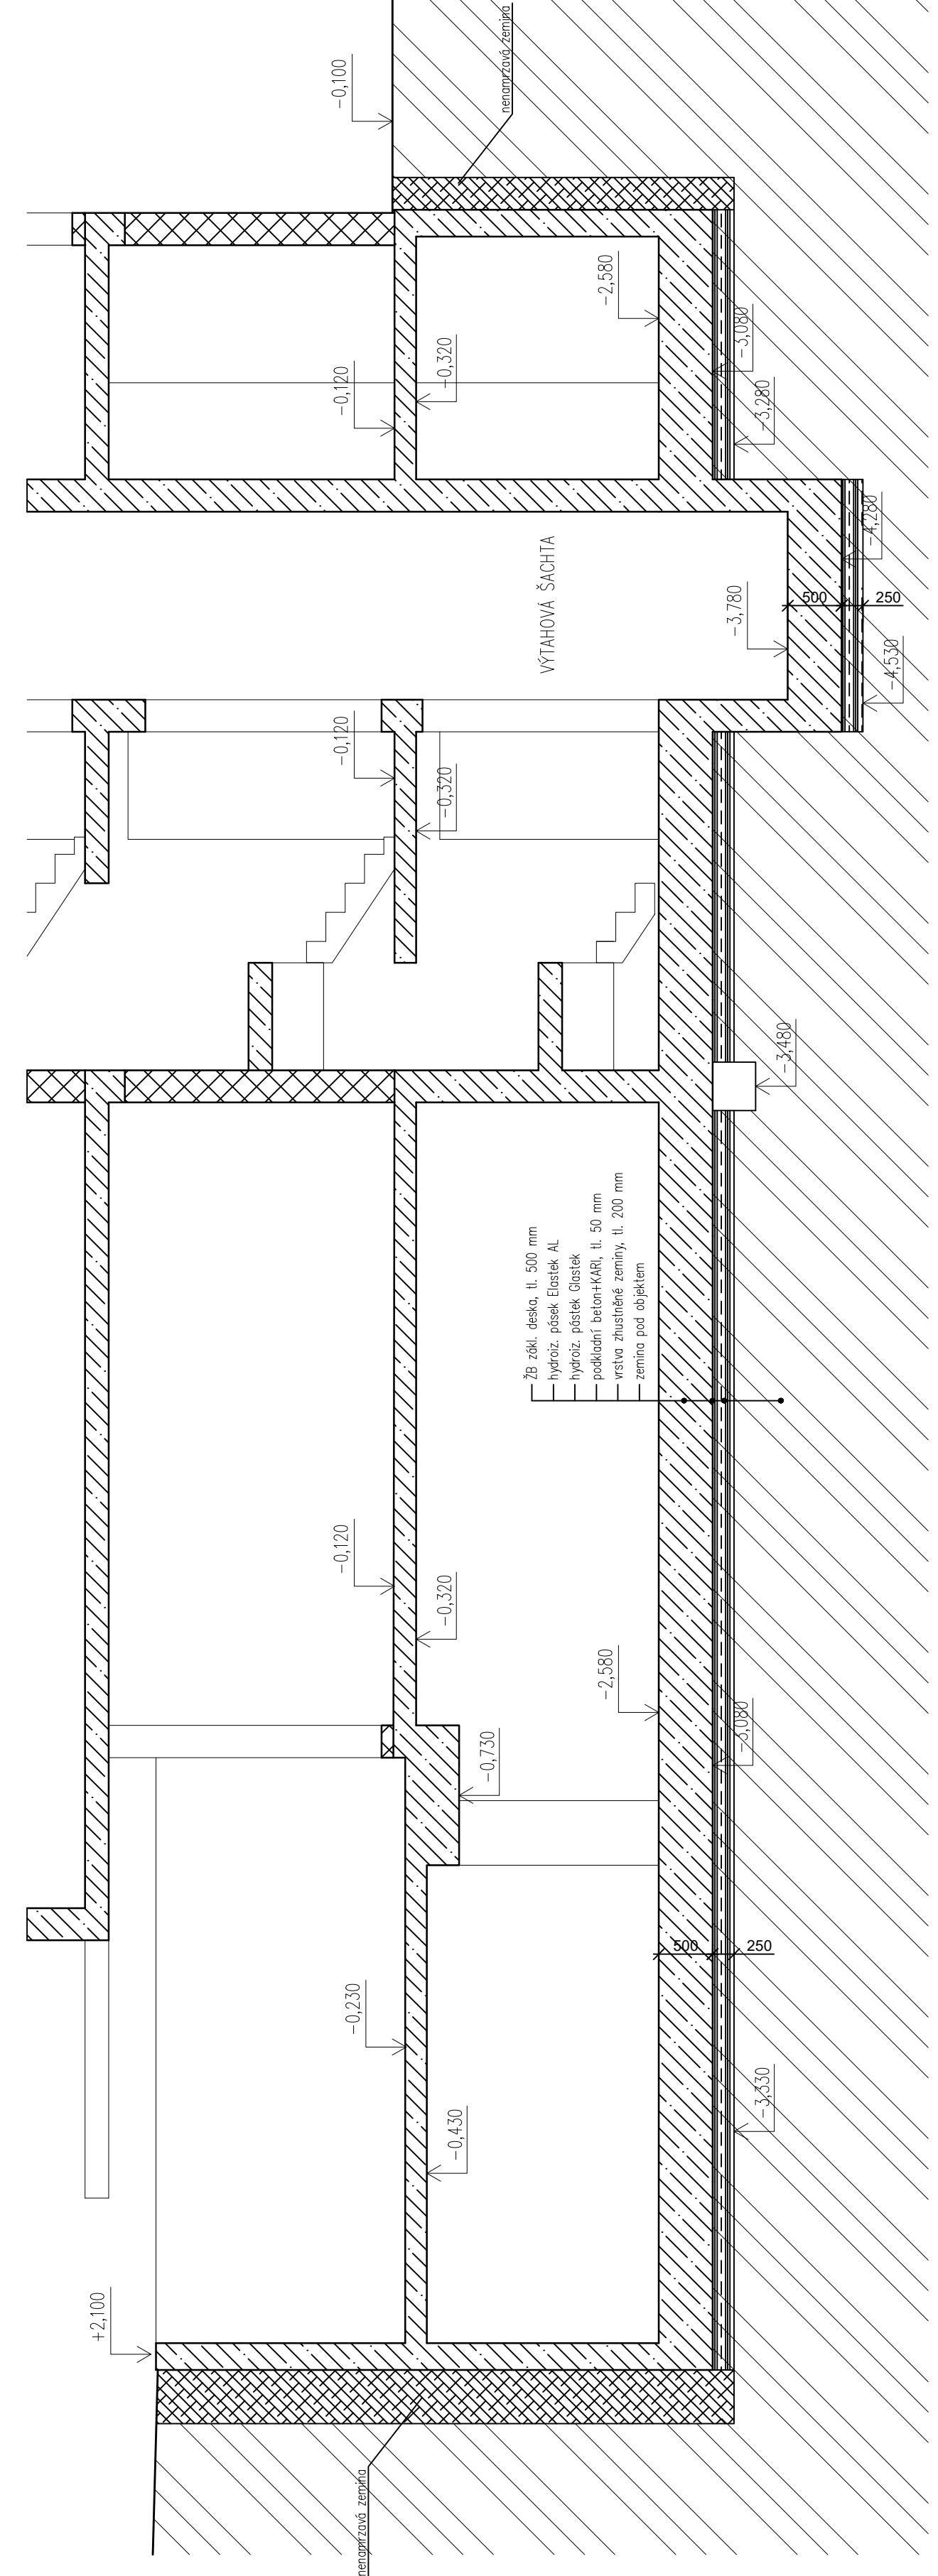 nenamrzavá zemina
-0,100
-2,580
-3,080
-0,320
-0,120
-3,280
-4,280
VÝTAHOVÁ ŠACHTA
500
250
-3,780
-4,530
-0,120
-0,320
-3,480
ŽB zákl. deska, tl. 500 mm
hydroiz. pásek Elastek AL
hydroiz. pástek Glastek
podkladní beton+KARI, tl. 50 mm
vrstva zhustněné zeminy, tl. 200 mm
zemina pod objektem
-0,120
-0,320
-2,580
-3,080
-0,730
500
250
-0,230
-0,430
-3,330
+2,100
nenamrzavá zemina